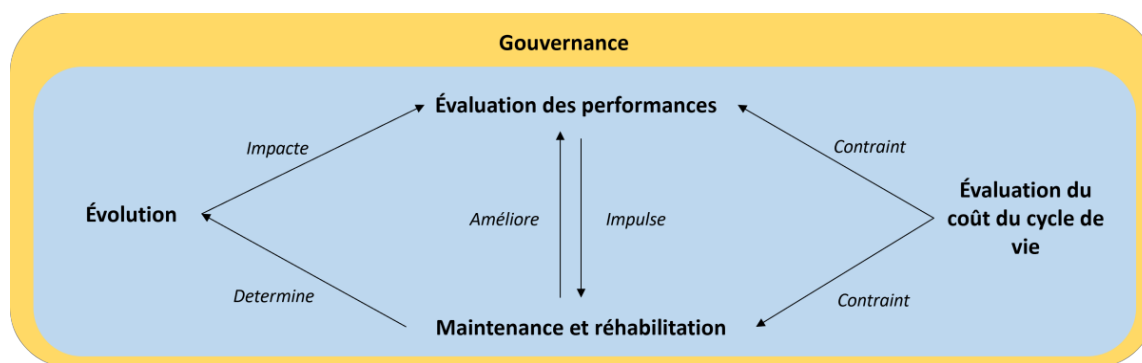 Gouvernance
Évaluation des performances
Impacte
Contraint
Évolution
Améliore
Impulse
Évaluation du
coût du cycle de
vie
Determine
Contraint
Maintenance et réhabilitation